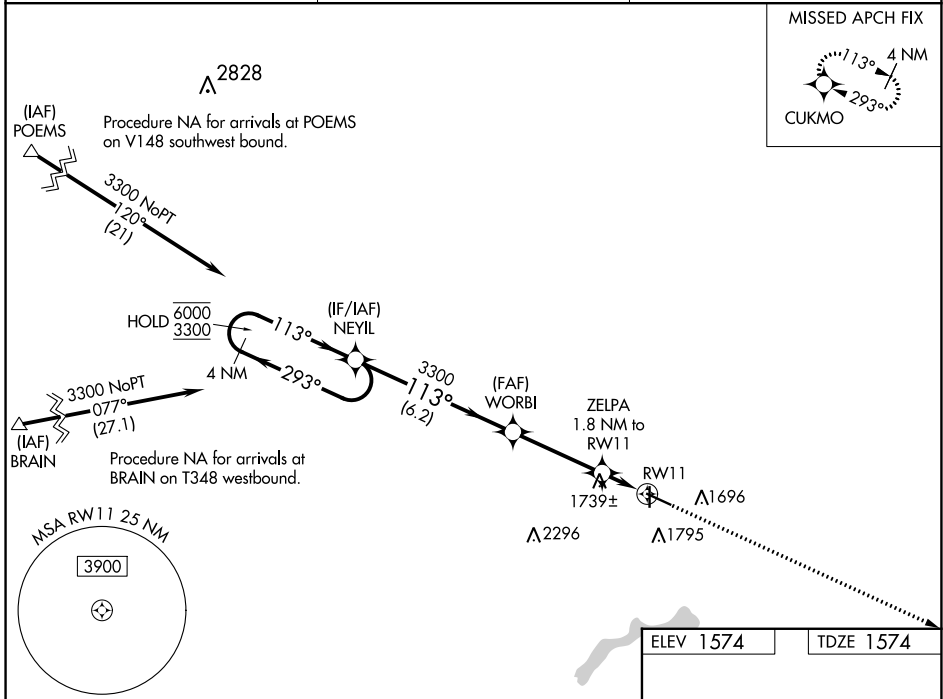 MISSED APCH FIX
113°
4 NM
293°
CUKMO
2828
(IAF)
POEMS
Procedure NA for arrivals at POEMS
on V148 southwest bound.
3300 NoPT
120°
(21)
HOLD
6000
3300
113°
(IF/IAF)
NEYIL
4 NM
293°
3300
113°
(6.2)
(FAF)
WORBI
ZELPA
1.8 NM to
RW11
RW11
3300 NoPT
077°
(27.1)
(IAF)
BRAIN
Procedure NA for arrivals at
BRAIN on T348 westbound.
1739±
1696
2296
1795
MSA RW11 25 NM
3900
ELEV 1574
TDZE 1574